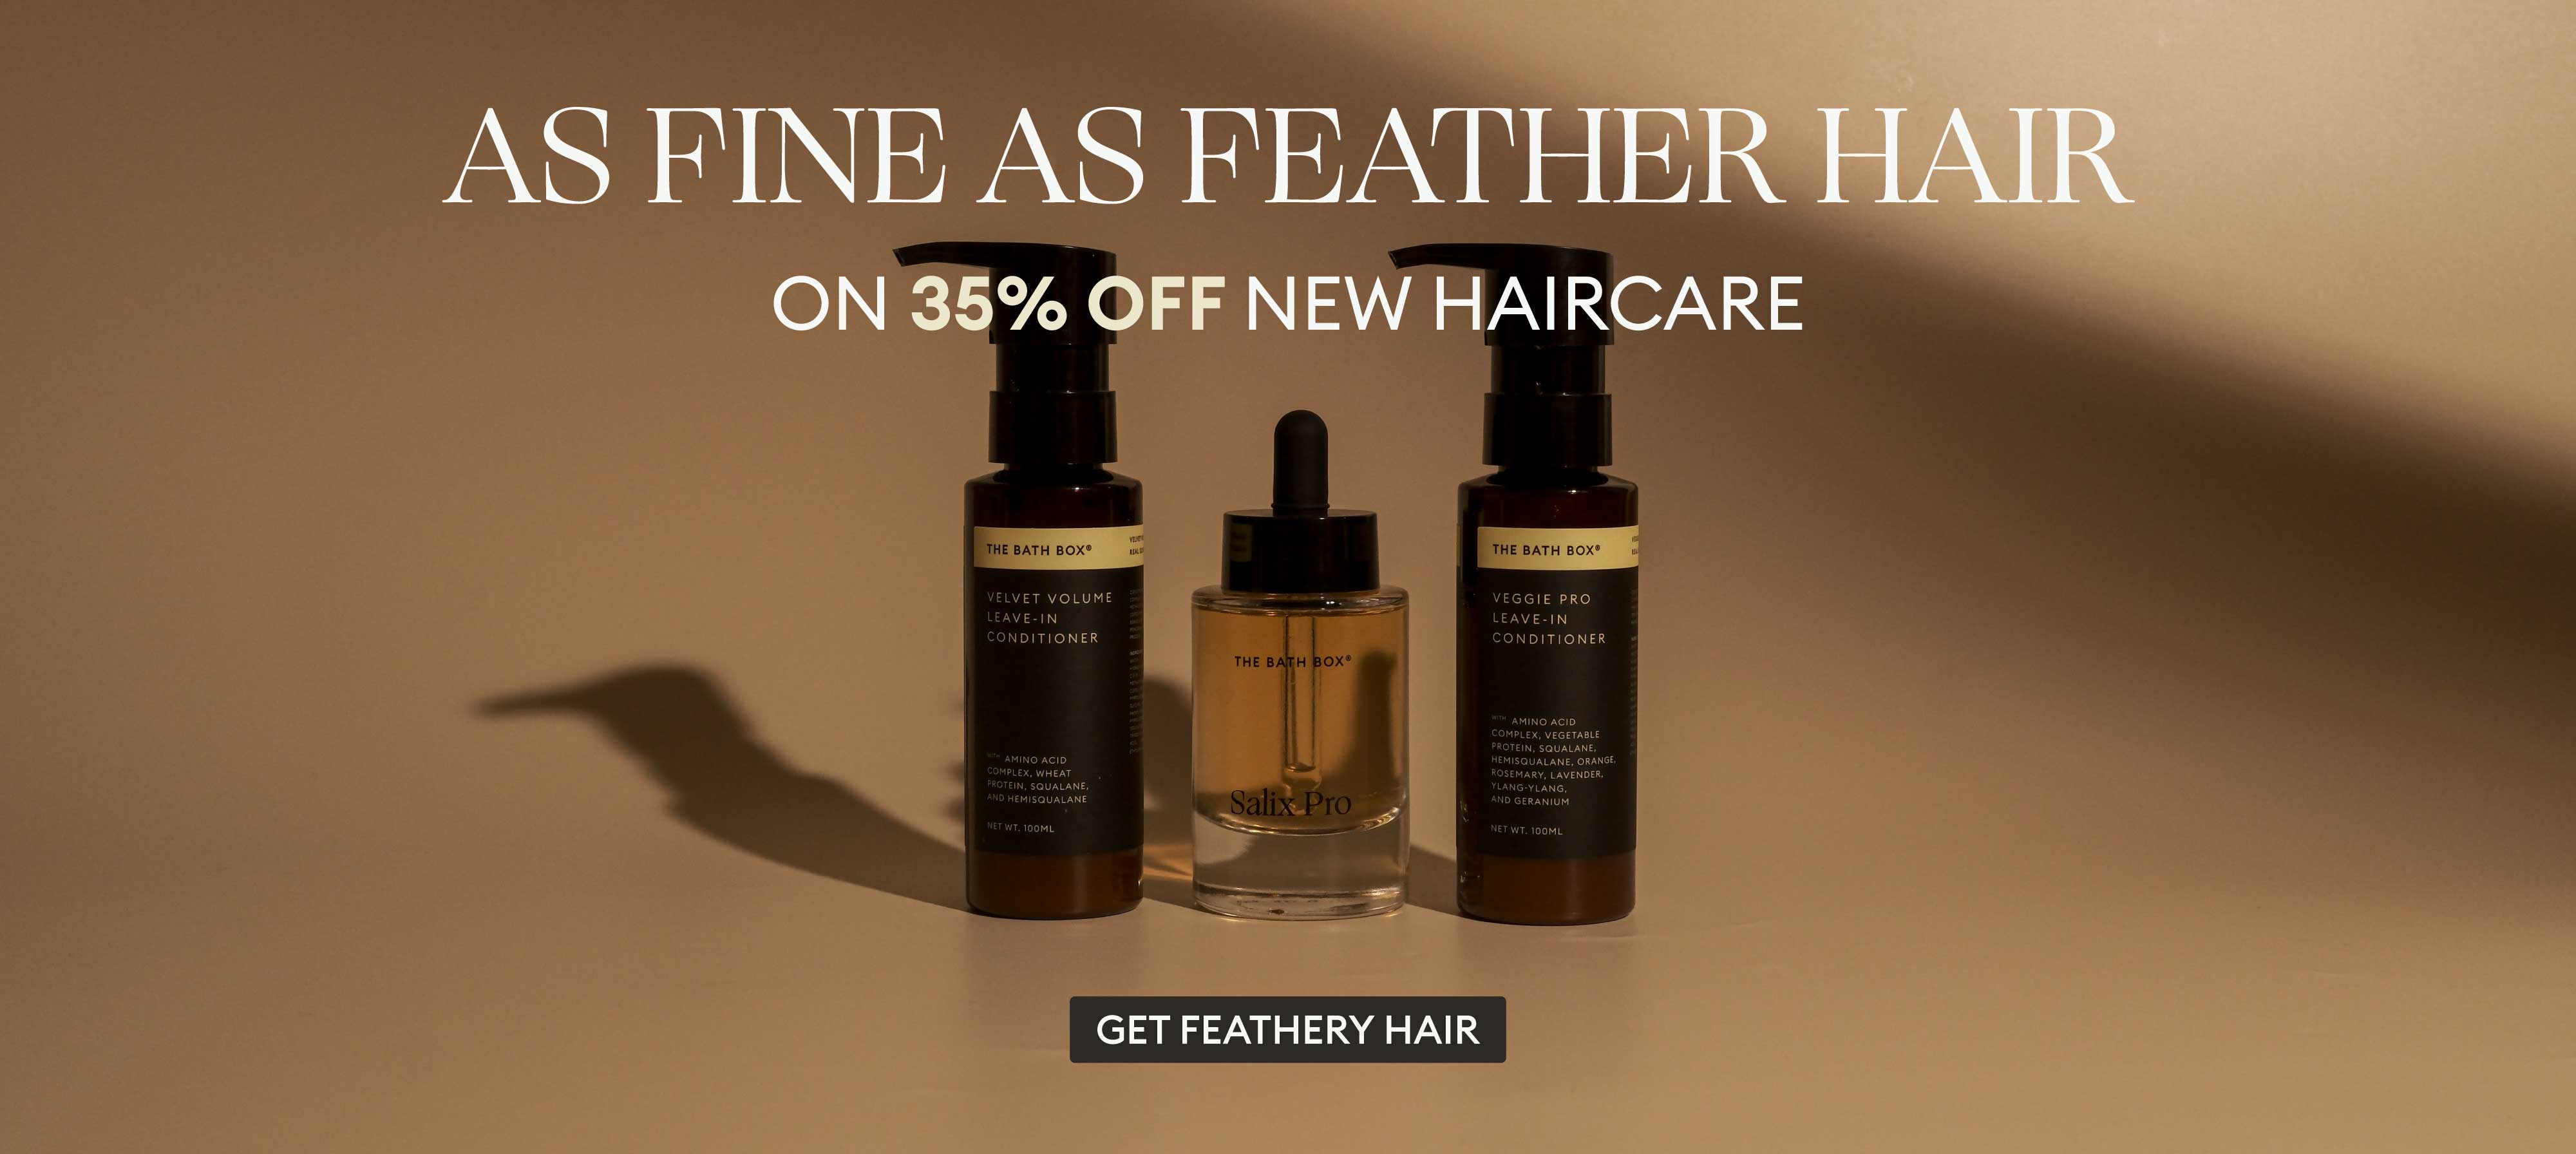 AS FINE AS FEATHER HAIR
ON 35% OFF NEW HAIRCARE
THE BATH BOX®
VELVET VOLUME
LEAVE-IN
CONDITIONER
WITH AMINO ACID
COMPLEX, WHEAT
PROTEIN, SQUALANE,
AND HEMISQUALANE
NET WT. 100ML
THE BATH BOX®
Salix Pro
THE BATH BOX®
VEGGIE PRO
LEAVE-IN
CONDITIONER
WITH AMINO ACID
COMPLEX, VEGETABLE
PROTEIN, SQUALANE,
HEMISQUALANE, ORANGE,
ROSEMARY, LAVENDER,
YLANG-YLANG,
AND GERANIUM
NET WT. 100ML
GET FEATHERY HAIR